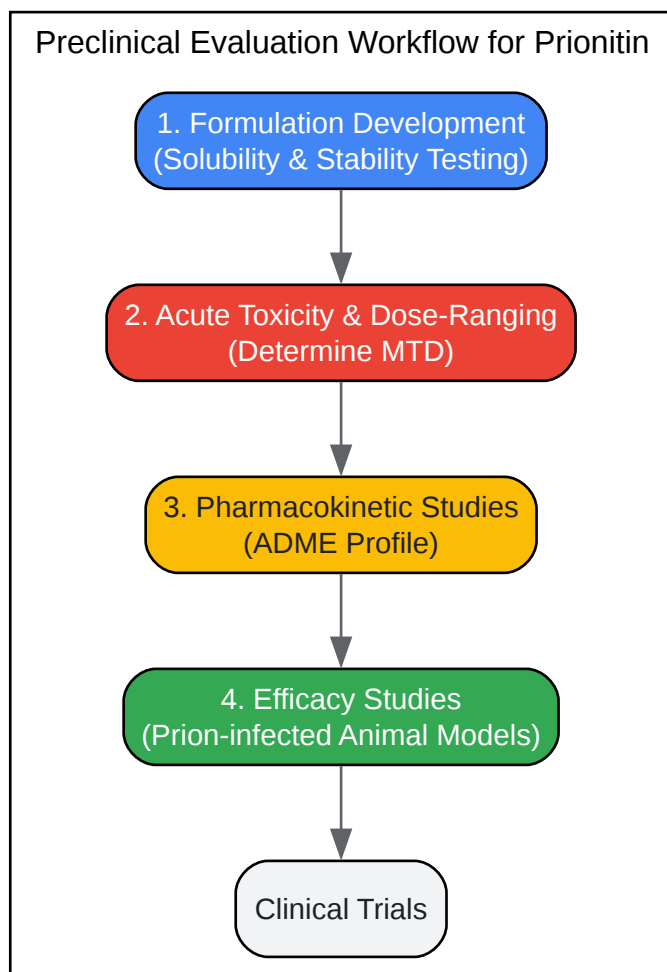 Preclinical Evaluation Workflow for Prionitin
1. Formulation Development
(Solubility & Stability Testing)
2. Acute Toxicity & Dose-Ranging
(Determine MTD)
3. Pharmacokinetic Studies
(ADME Profile)
4. Efficacy Studies
(Prion-infected Animal Models)
Clinical Trials